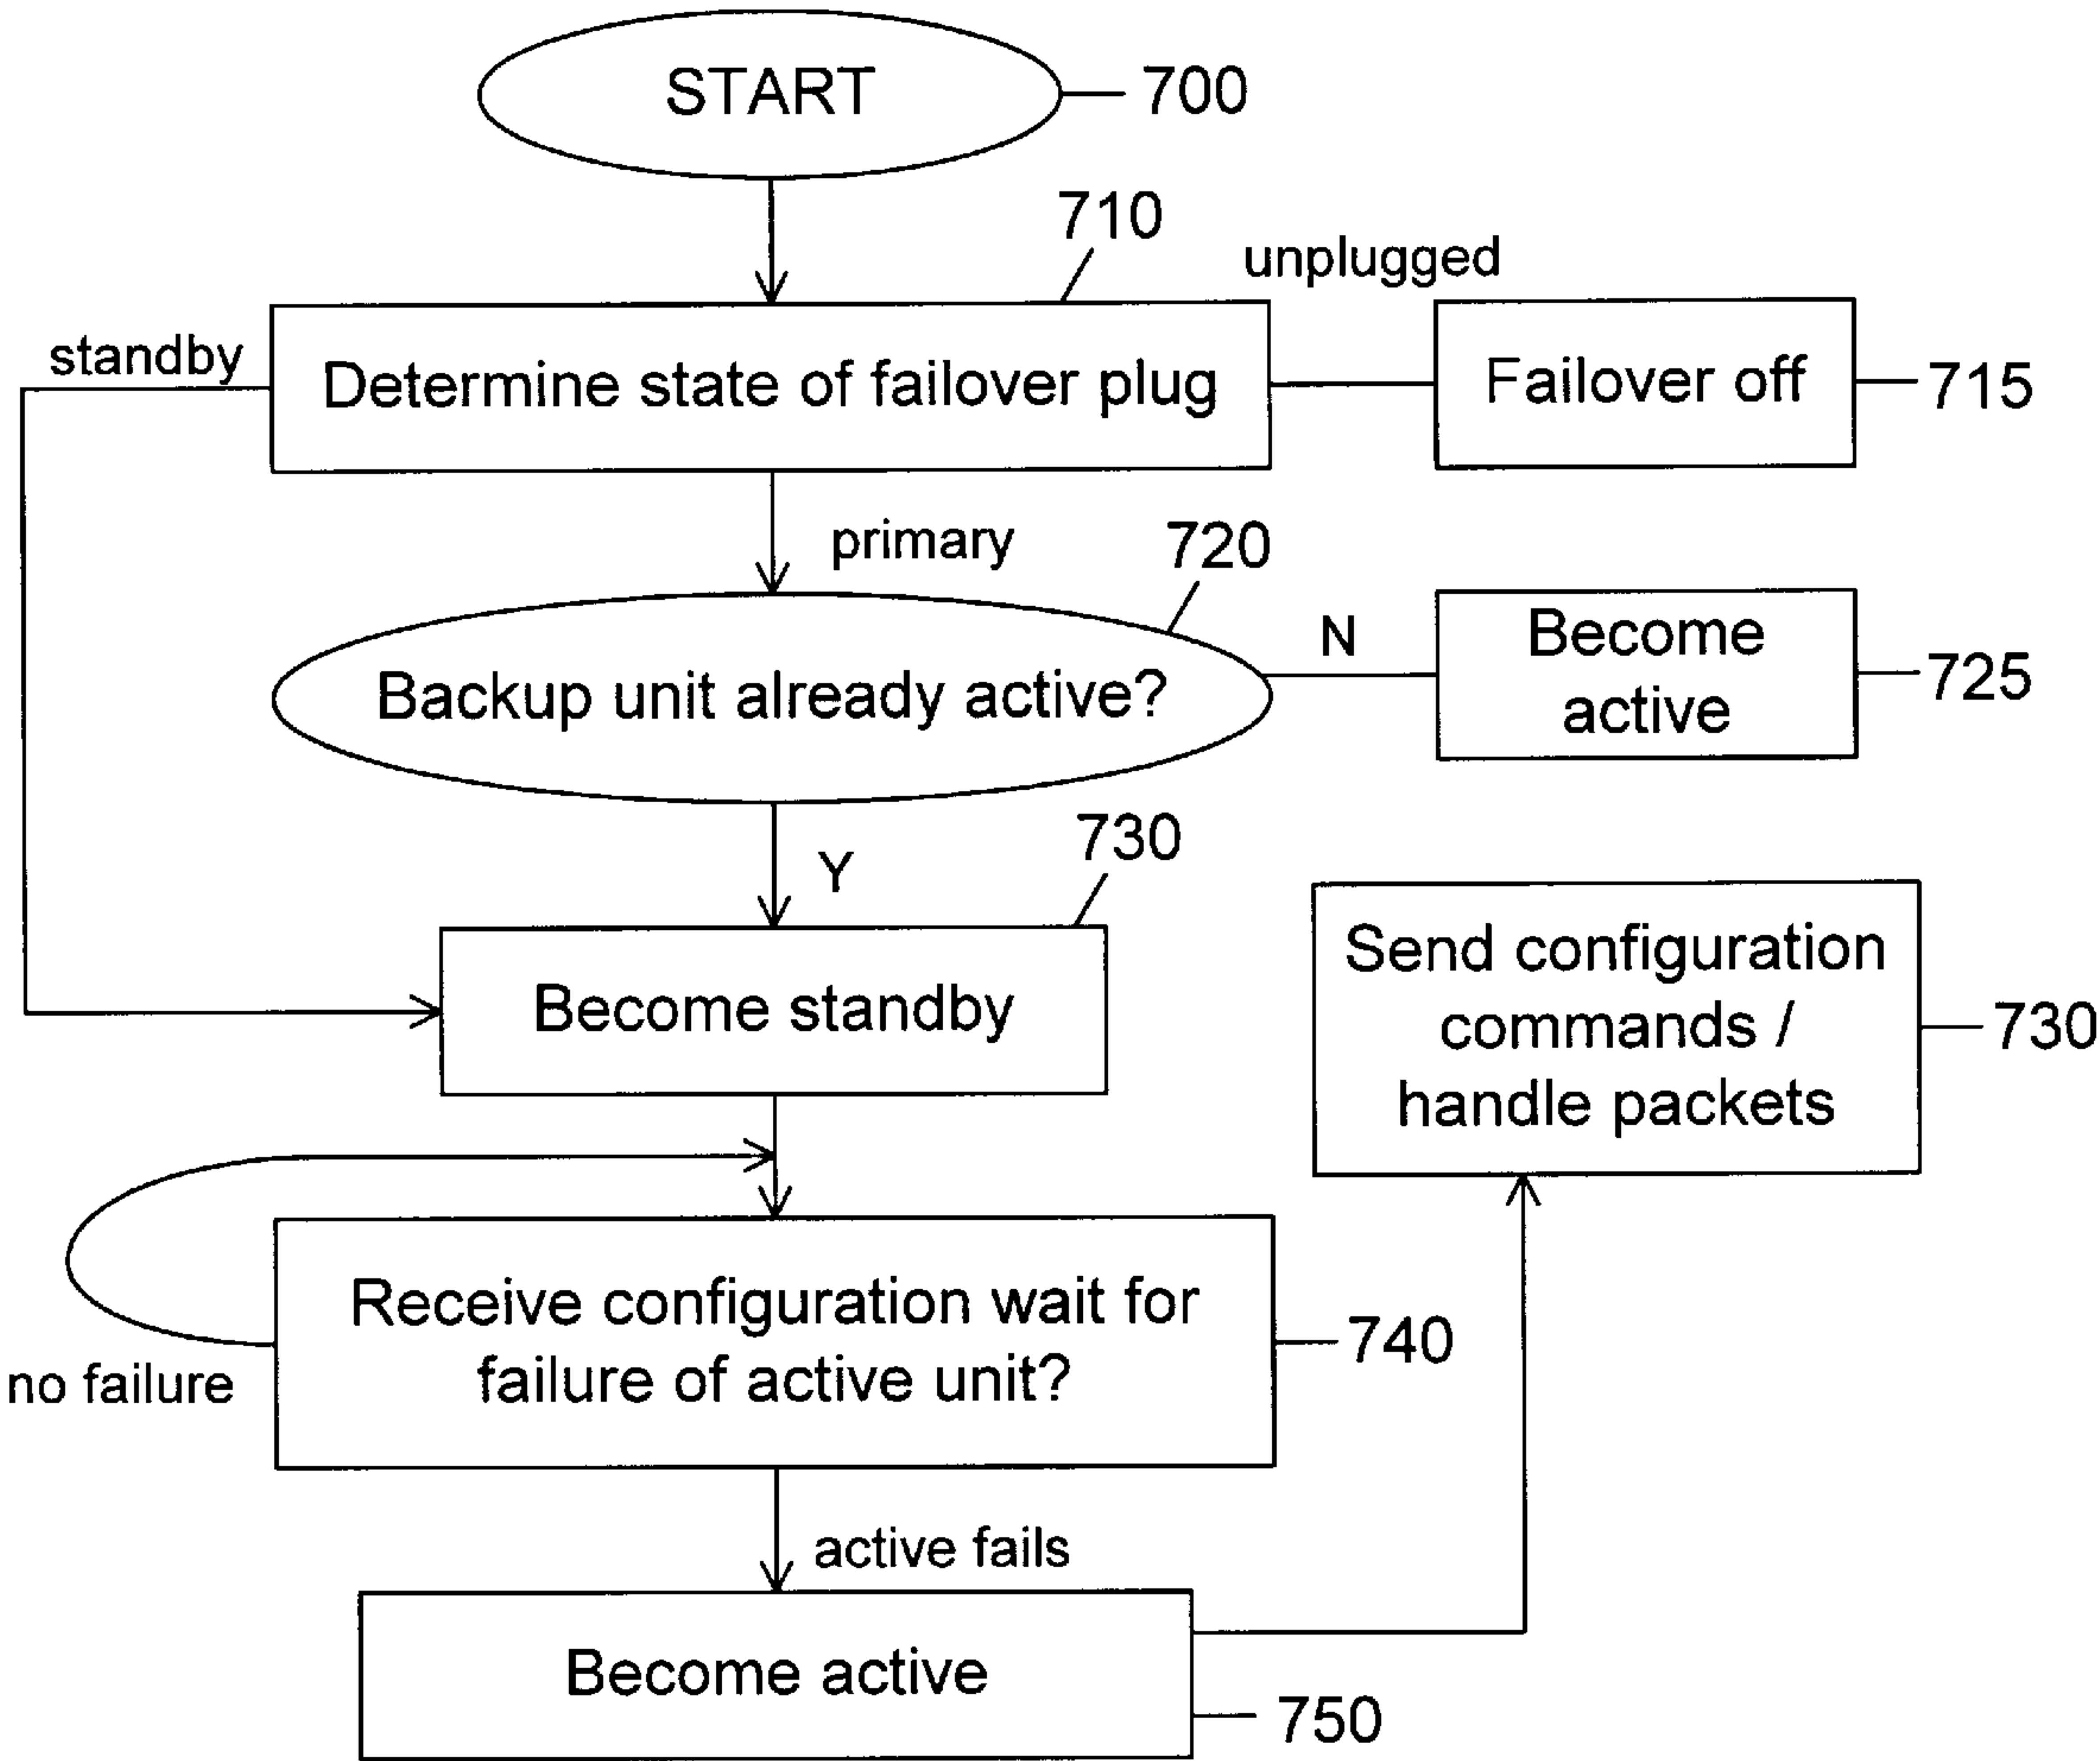 START
700
710
unplugged
standby
Determine state of failover plug
Failover off
715
primary
720
Backup unit already active?
N
Become
active
725
Y
730
Become standby
Send configuration
commands /
handle packets
730
Receive configuration wait for
failure of active unit?
740
no failure
active fails
Become active
750